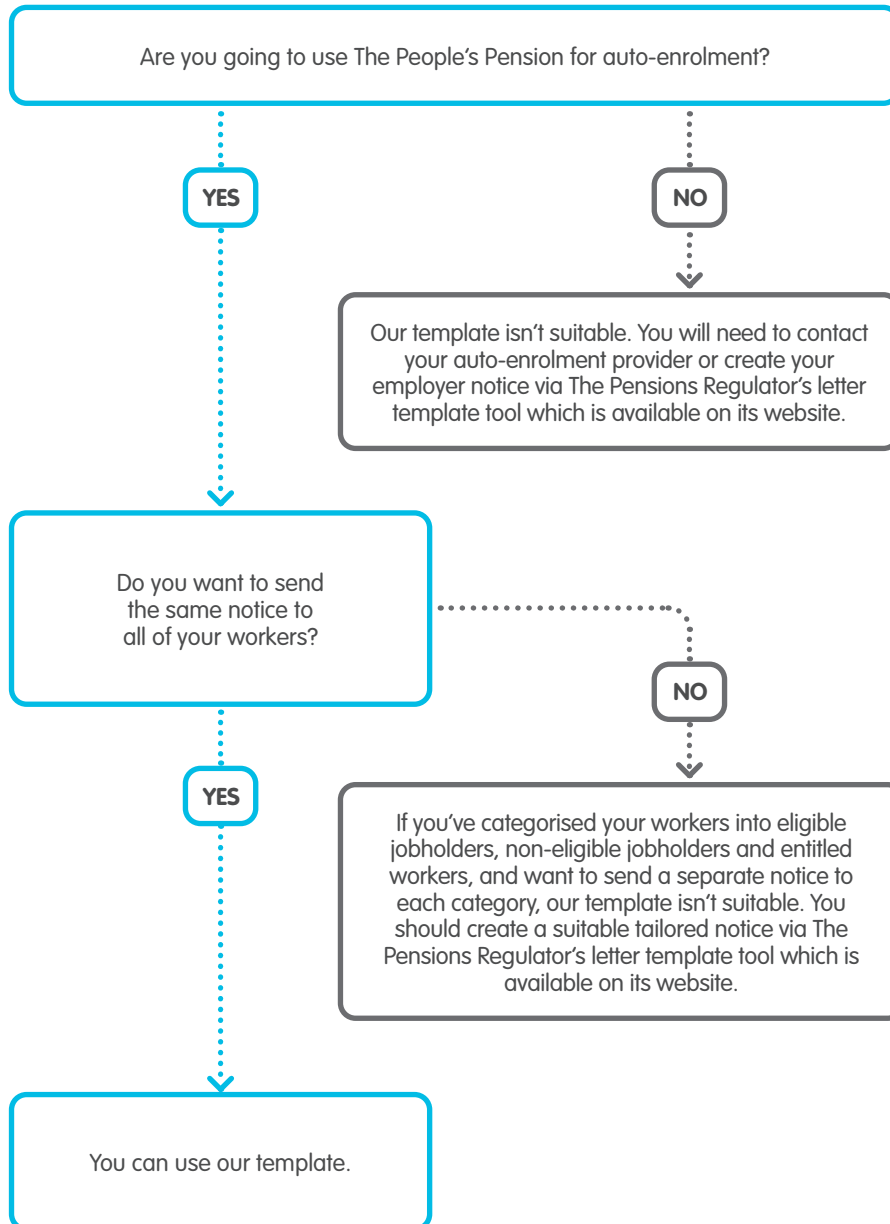 Are you going to use The People's Pension for auto-enrolment?
YES
NO
Our template isn't suitable. You will need to contact
your auto-enrolment provider or create your
employer notice via The Pensions Regulator's letter
template tool which is available on its website.
Do you want to send
the same notice to
all of your workers?
NO
YES
If you've categorised your workers into eligible
jobholders, non-eligible jobholders and entitled
workers, and want to send a separate notice to
each category, our template isn't suitable. You
should create a suitable tailored notice via The
Pensions Regulator's letter template tool which is
available on its website.
You can use our template.